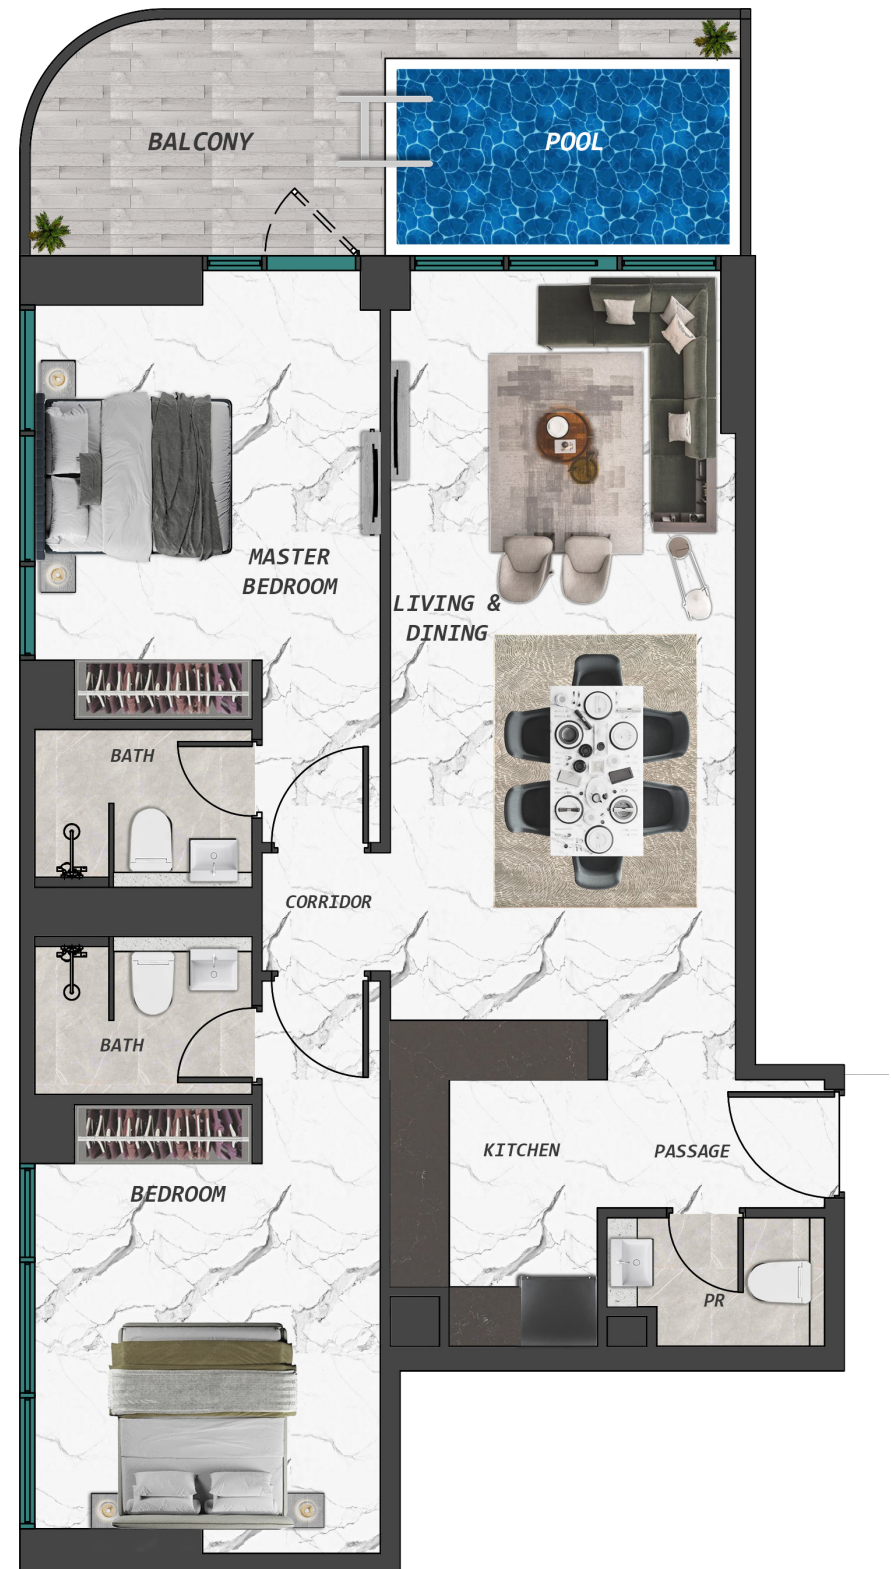 BALCONY
POOL
MASTER
BEDROOM
LIVING &
DINING
BATH
CORRIDOR
BATH
KITCHEN
PASSAGE
BEDROOM
PR